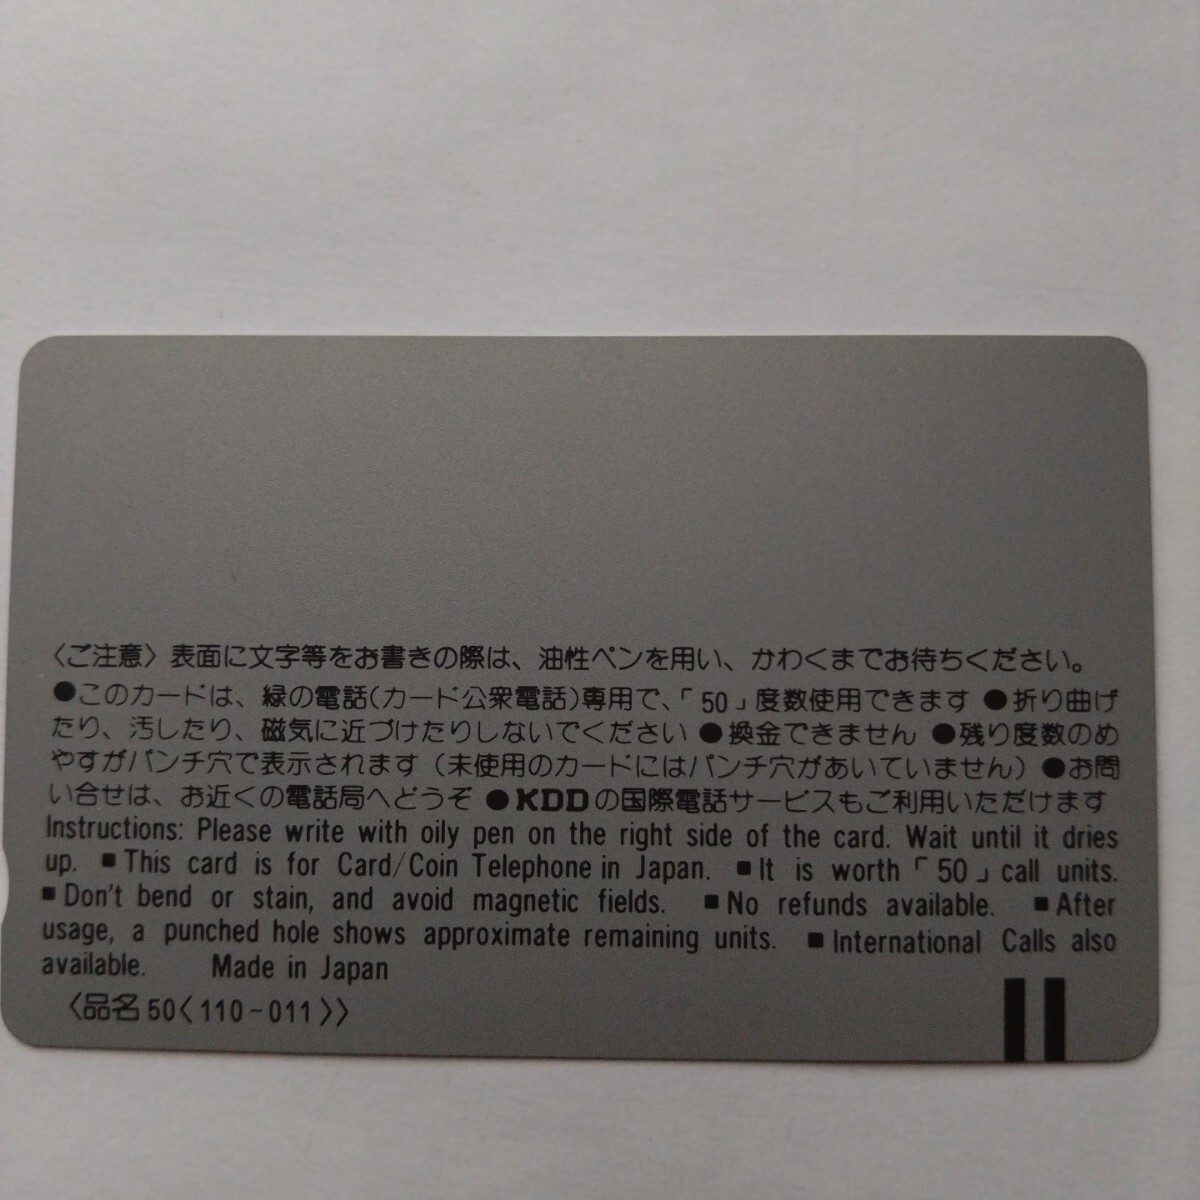 〈ご注意〉表面に文字等をお書きの際は、油性ペンを用い、かわくまでお待ちください。
●このカードは、緑の電話(カード公衆電話)専用で、「50」度数使用できます ●折り曲げ
たり、汚したり、磁気に近づけたりしないでください ●換金できません ●残り度数のめ
やすがパンチ穴で表示されます（未使用のカードにはパンチ穴があいていません）●お問
い合せは、お近くの電話局へどうぞ ●KDDの国際電話サービスもご利用いただけます
Instructions: Please write with oily pen on the right side of the card. Wait until it dries
up. ■This card is for Card/Coin Telephone in Japan. ■It is worth「50」call units.
■Don't bend or stain, and avoid magnetic fields. ■No refunds available. ■After
usage, a punched hole shows approximate remaining units. ■International Calls also
available. Made in Japan
〈品名50〈110-011〉〉